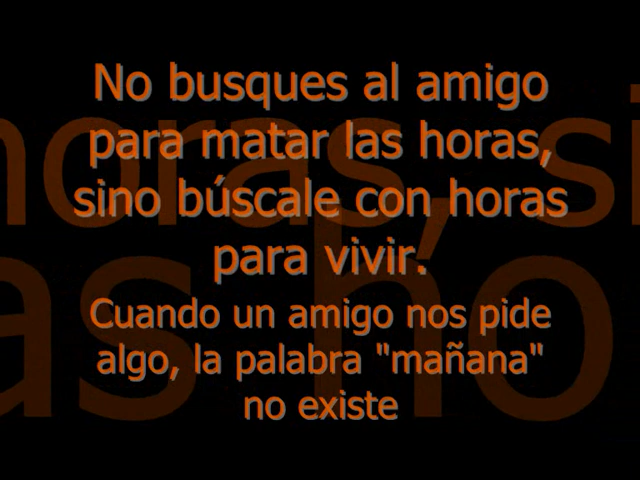 No busques al amigo
para matar las horas,
sino búscale con horas
para vivir.
Cuando un amigo nos pide
algo, la palabra "mañana"
no existe